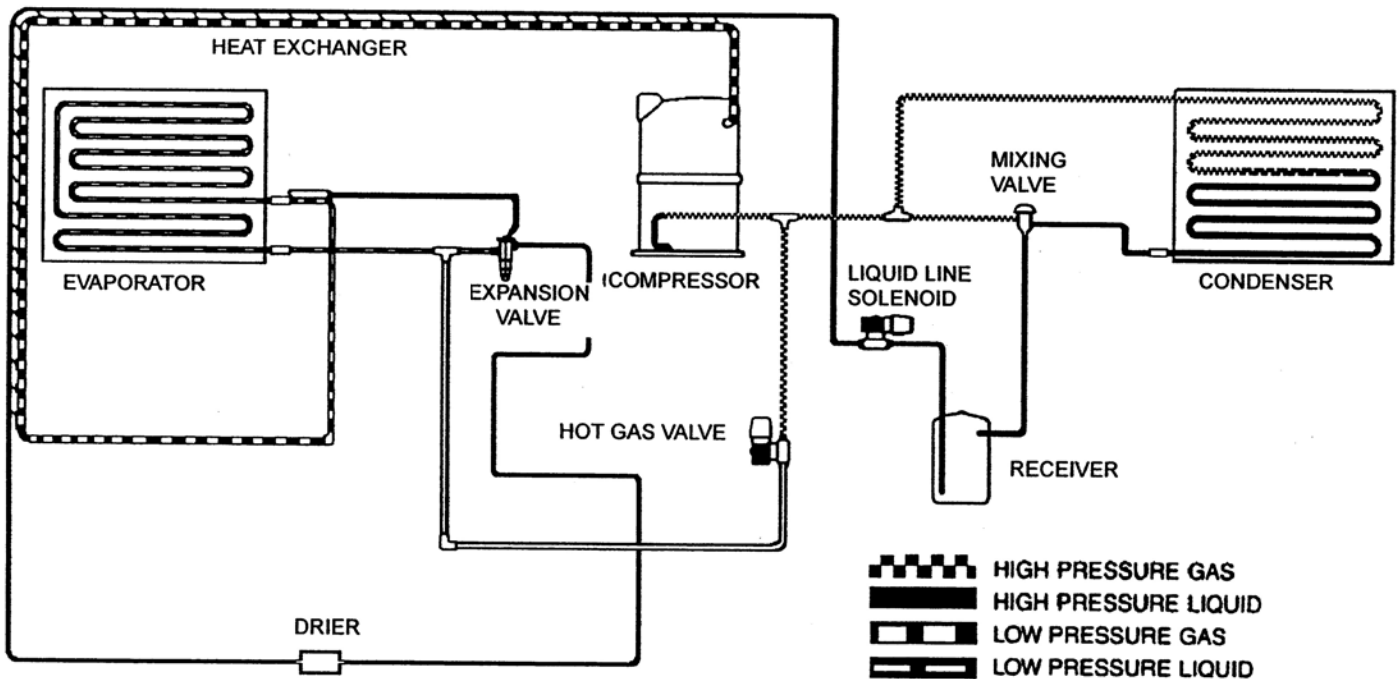 HEAT EXCHANGER
EVAPORATOR
EXPANSION
VALVE
COMPRESSOR
MIXING
VALVE
LIQUID LINE
SOLENOID
CONDENSER
HOT GAS VALVE
RECEIVER
DRIER
HIGH PRESSURE GAS
HIGH PRESSURE LIQUID
LOW PRESSURE GAS
LOW PRESSURE LIQUID